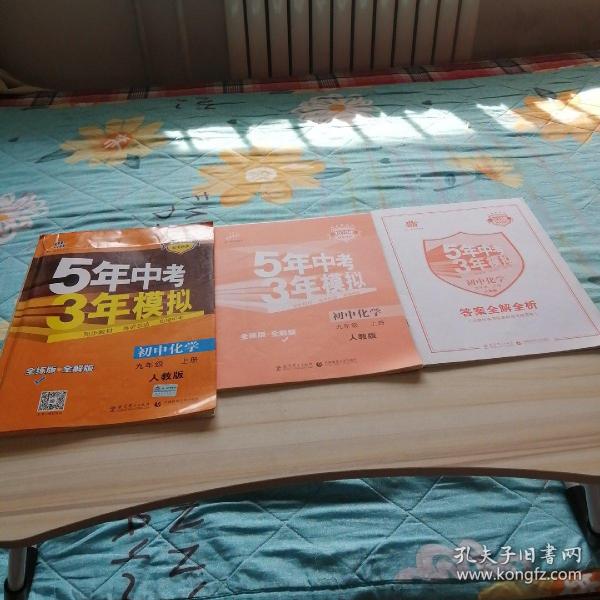 5年中考
3年模拟
初中化学
九年级 上册
全练版·全解版
人教版
5年中考
3年模拟
初中化学
九年级 上册
全练版·全解版
人教版
5年中考
3年模拟
初中化学
答案全解全析
孔夫子旧书网
www.kongfz.com